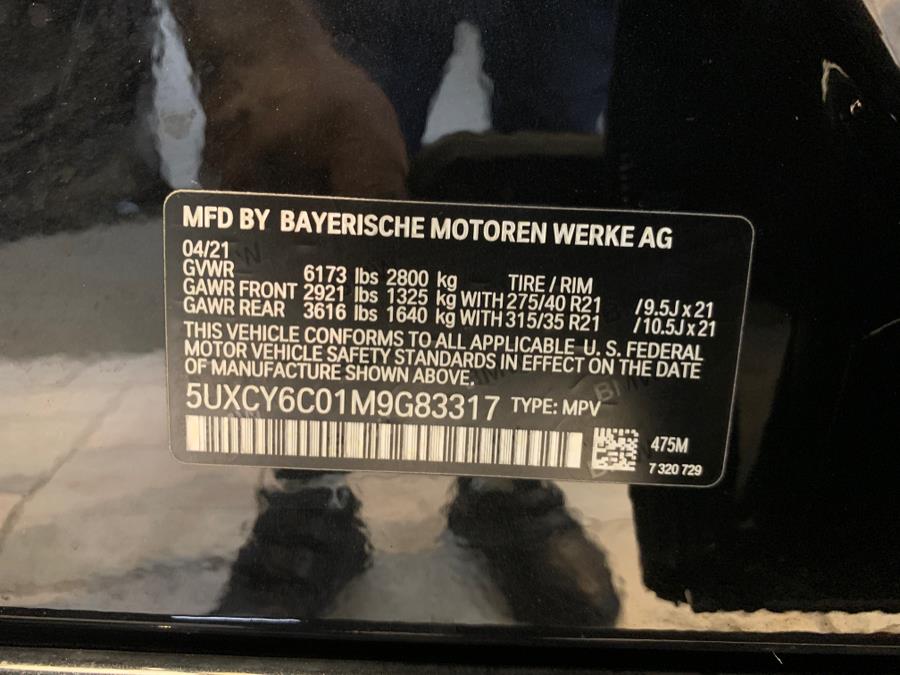 MFD BY BAYERISCHE MOTOREN WERKE AG
04/21
GVWR 6173 lbs 2800 kg TIRE / RIM
GAWR FRONT 2921 lbs 1325 kg WITH 275/40 R21 /9.5J x 21
GAWR REAR 3616 lbs 1640 kg WITH 315/35 R21 /10.5J x 21
THIS VEHICLE CONFORMS TO ALL APPLICABLE U. S. FEDERAL
MOTOR VEHICLE SAFETY STANDARDS IN EFFECT ON THE DATE
OF MANUFACTURE SHOWN ABOVE.
5UXCY6C01M9G83317 TYPE: MPV
475M
7 320 729